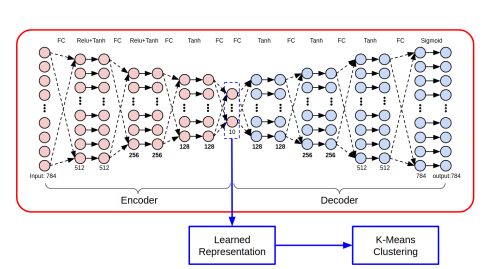 FC Relu+Tanh FC Relu+Tanh FC Tanh FC FC Tanh FC Tanh FC Tanh FC Sigmoid
10
128 128 128 128
256 256 256 256
512 512 512 512
Input: 784 784 output:784
Encoder Decoder
Learned
Representation
K-Means
Clustering